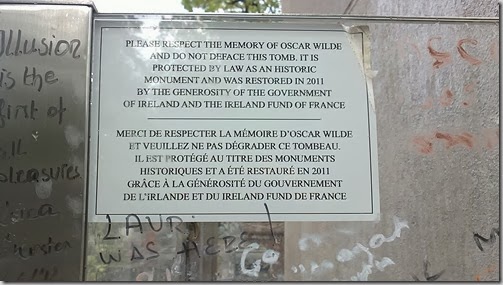 PLEASE RESPECT THE MEMORY OF OSCAR WILDE
AND DO NOT DEFACE THIS TOMB. IT IS
PROTECTED BY LAW AS AN HISTORIC
MONUMENT AND WAS RESTORED IN 2011
BY THE GENEROSITY OF THE GOVERNMENT
OF IRELAND AND THE IRELAND FUND OF FRANCE
MERCI DE RESPECTER LA MÉMOIRE D'OSCAR WILDE
ET VEUILLEZ NE PAS DÉGRADER CE TOMBEAU.
IL EST PROTÉGÉ AU TITRE DES MONUMENTS
HISTORIQUES ET A ÉTÉ RESTAURÉ EN 2011
GRÂCE À LA GÉNÉROSITÉ DU GOUVERNEMENT
DE L'IRLANDE ET DU IRELAND FUND DE FRANCE
Illusion
is the
first of
all
pleasures
LAURI
WAS HERE!